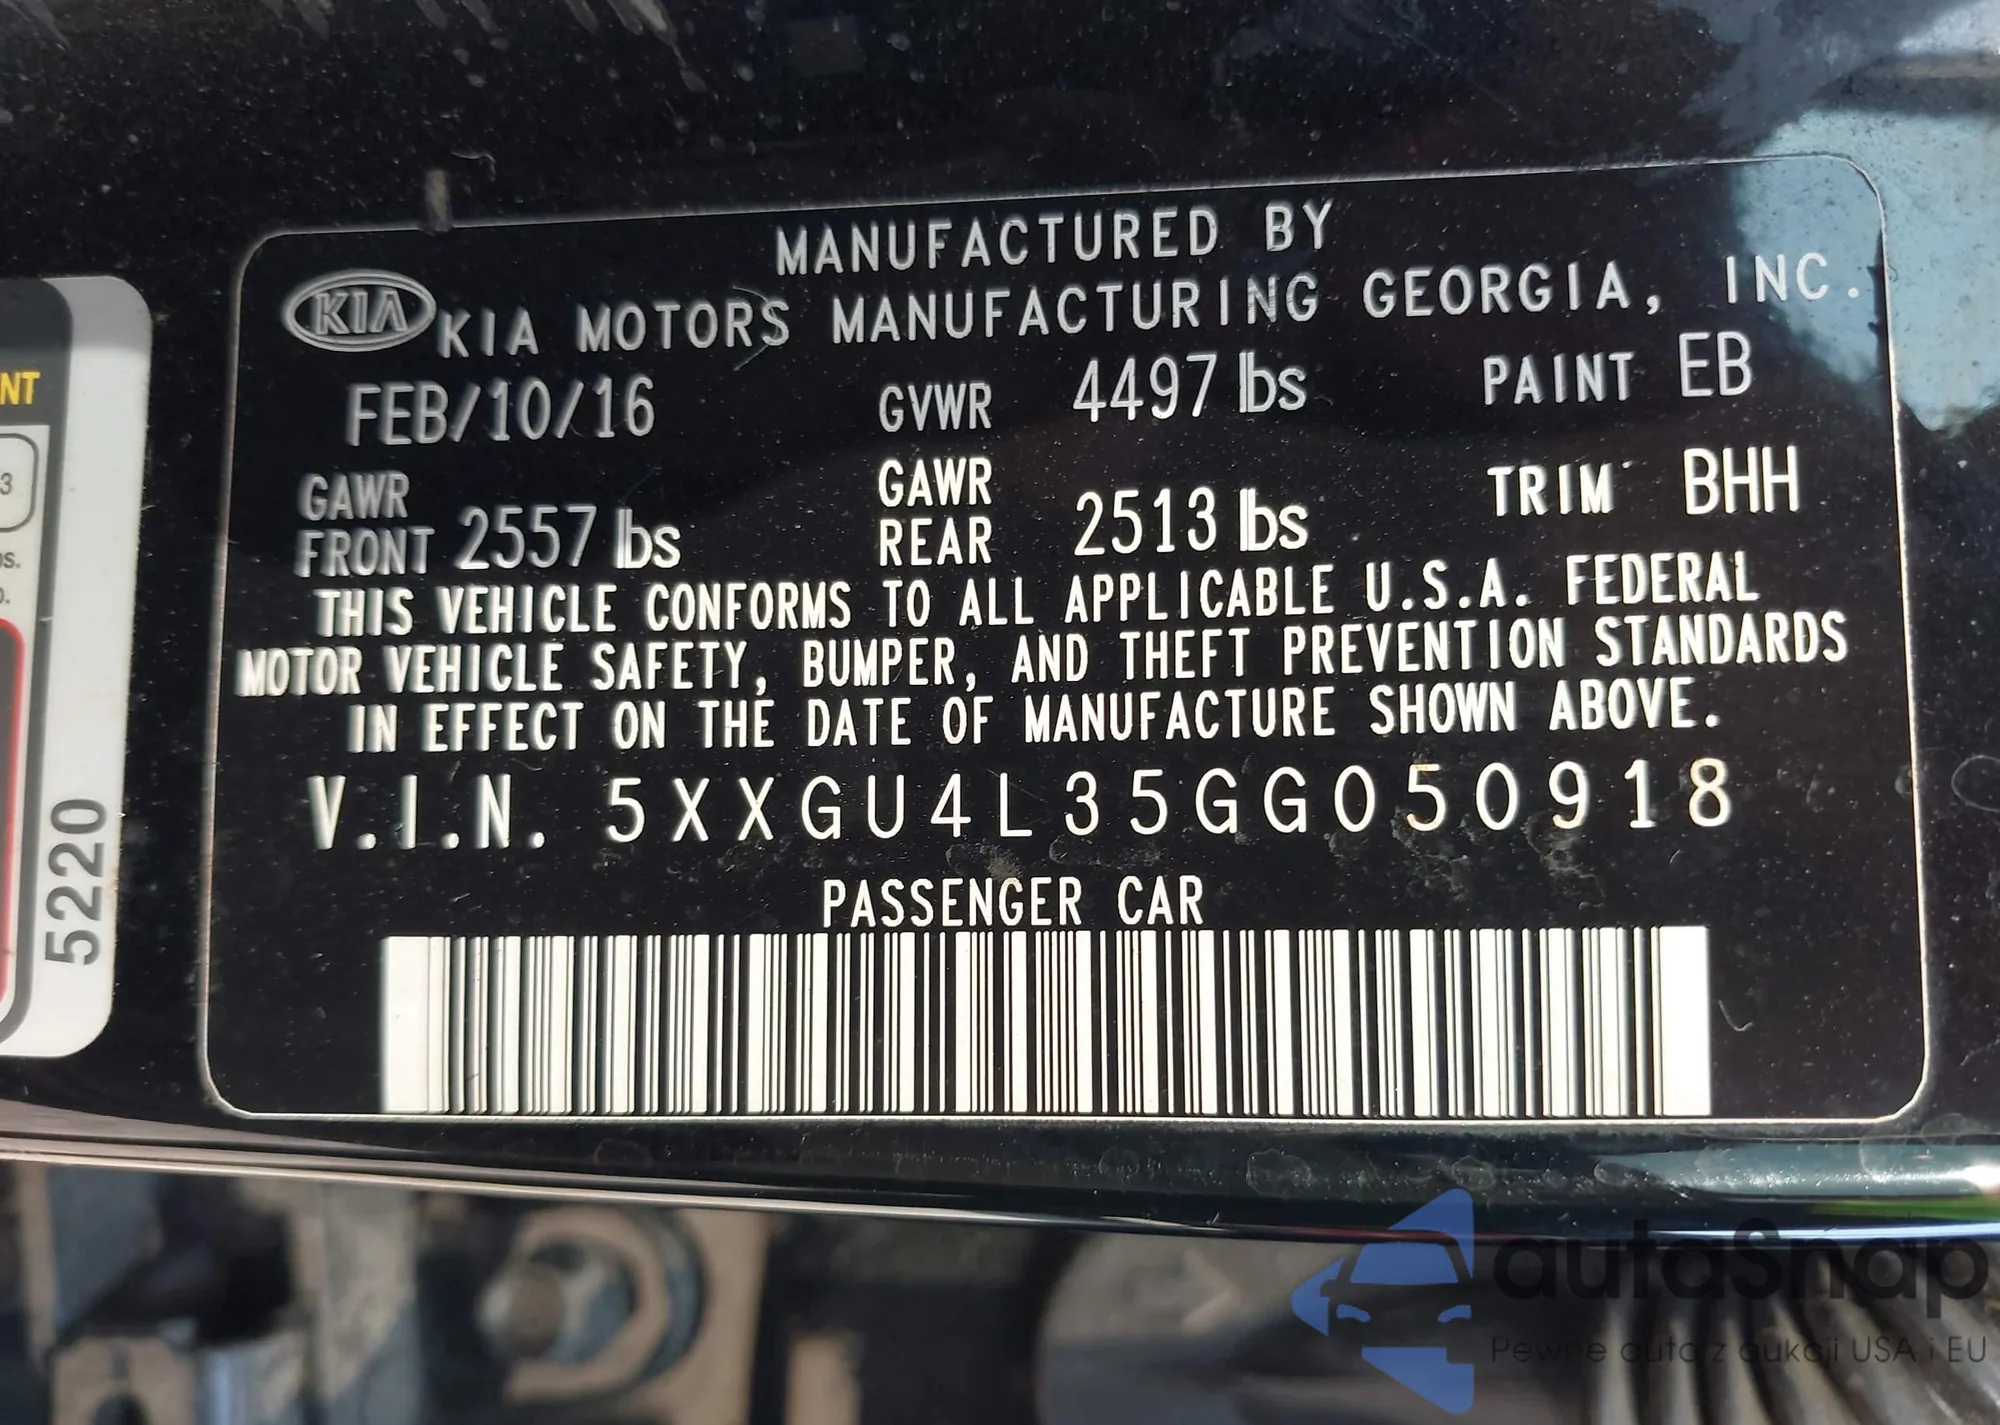 MANUFACTURED BY
KIA KIA MOTORS MANUFACTURING GEORGIA, INC.
FEB/10/16 GVWR 4497 lbs PAINT EB
GAWR FRONT 2557 lbs GAWR REAR 2513 lbs TRIM BHH
THIS VEHICLE CONFORMS TO ALL APPLICABLE U.S.A. FEDERAL
MOTOR VEHICLE SAFETY, BUMPER, AND THEFT PREVENTION STANDARDS
IN EFFECT ON THE DATE OF MANUFACTURE SHOWN ABOVE.
V.I.N. 5XXGU4L35GG050918
PASSENGER CAR
NT
3
5220
autoSnap
Pewne auto z aukcji USA i EU